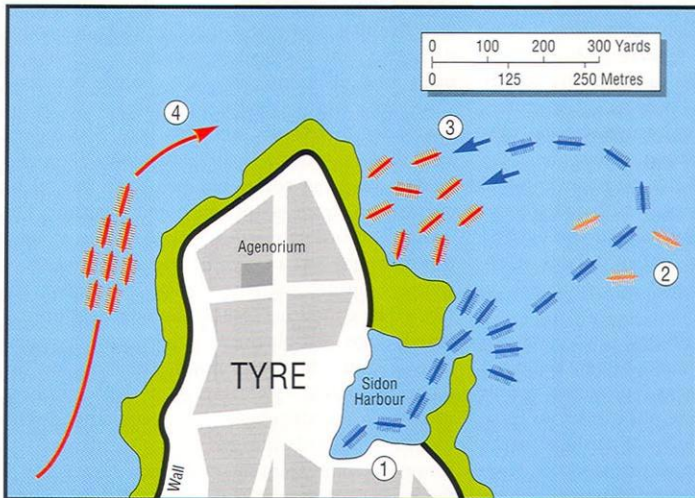 0 100 200 300 Yards
0 125 250 Metres
4
3
Agenorium
2
TYRE
Sidon
Harbour
1
Wall